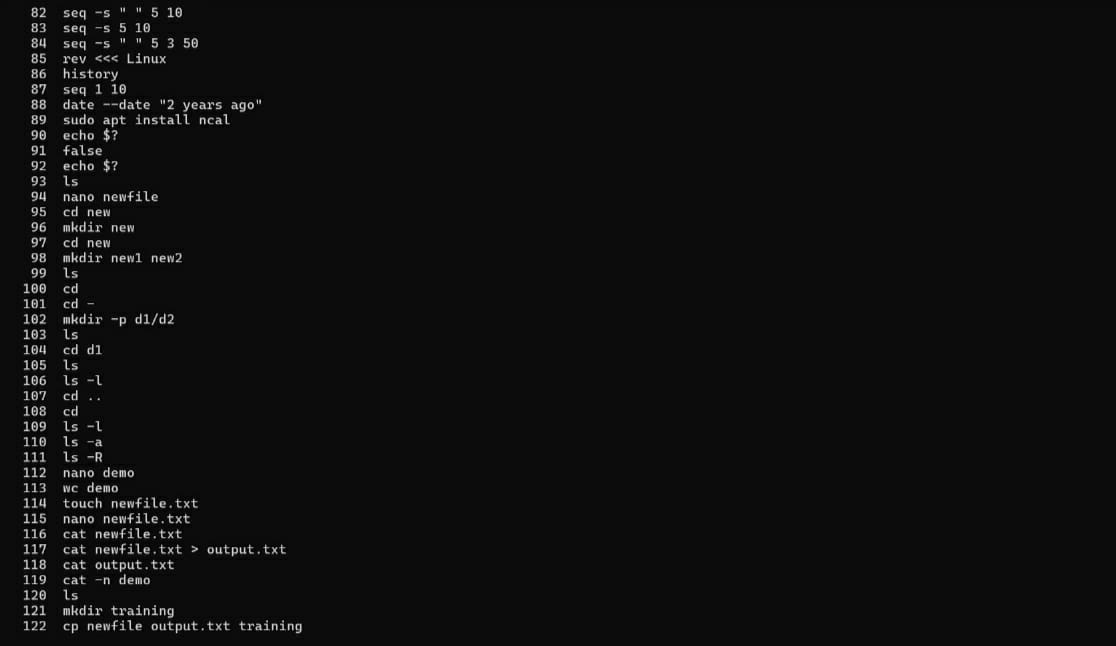 82 seq -s " " 5 10
83 seq -s 5 10
84 seq -s " " 5 3 50
85 rev <<< Linux
86 history
87 seq 1 10
88 date --date "2 years ago"
89 sudo apt install ncal
90 echo $?
91 false
92 echo $?
93 ls
94 nano newfile
95 cd new
96 mkdir new
97 cd new
98 mkdir new1 new2
99 ls
100 cd
101 cd -
102 mkdir -p d1/d2
103 ls
104 cd d1
105 ls
106 ls -l
107 cd ..
108 cd
109 ls -l
110 ls -a
111 ls -R
112 nano demo
113 wc demo
114 touch newfile.txt
115 nano newfile.txt
116 cat newfile.txt
117 cat newfile.txt > output.txt
118 cat output.txt
119 cat -n demo
120 ls
121 mkdir training
122 cp newfile output.txt training